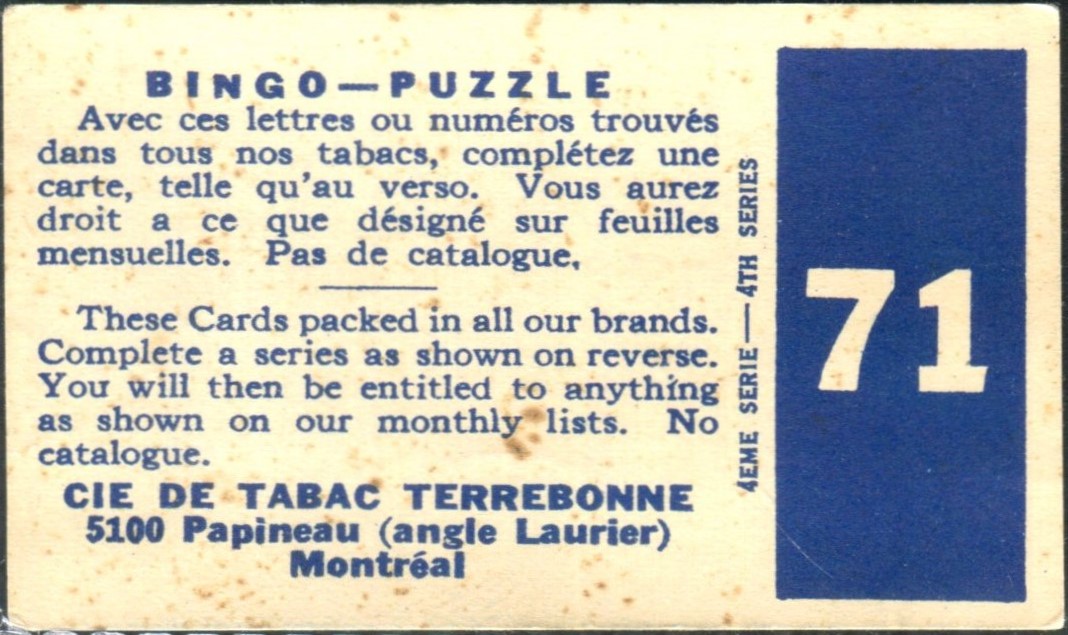 BINGO—PUZZLE
Avec ces lettres ou numéros trouvés
dans tous nos tabacs, complétez une
carte, telle qu'au verso. Vous aurez
droit a ce que désigné sur feuilles
mensuelles. Pas de catalogue.
These Cards packed in all our brands.
Complete a series as shown on reverse.
You will then be entitled to anything
as shown on our monthly lists. No
catalogue.
CIE DE TABAC TERREBONNE
5100 Papineau (angle Laurier)
Montréal
4EME SERIE—4TH SERIES
71